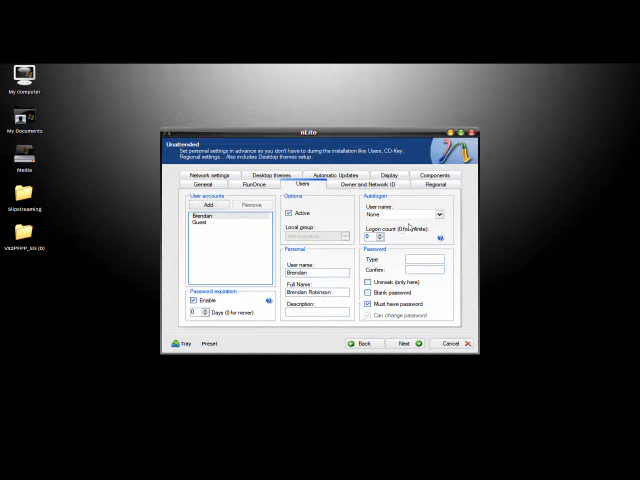 My Computer
My Documents
Media
Slipstreaming
VX2PFPP_EN (D)
nLite
Unattended
Set personal settings in advance so you don't have to during the installation like Users, CD-Key,
Regional settings... Also includes Desktop themes setup.
Network settings
Desktop themes
Automatic Updates
Display
Components
General
RunOnce
Users
Owner and Network ID
Regional
User accounts
Add
Remove
Brendan
Guest
Password expiration
Enable
0
Days (0 for never)
Options
Active
Local group:
Personal
User name:
Brendan
Full Name:
Brendan Robinson
Description:
Autologon
User name:
None
Logon count (0 for infinite):
0
Password
Type:
Confirm:
Unmask (only here)
Blank password
Must have password
Can change password
Tray
Preset
Back
Next
Cancel